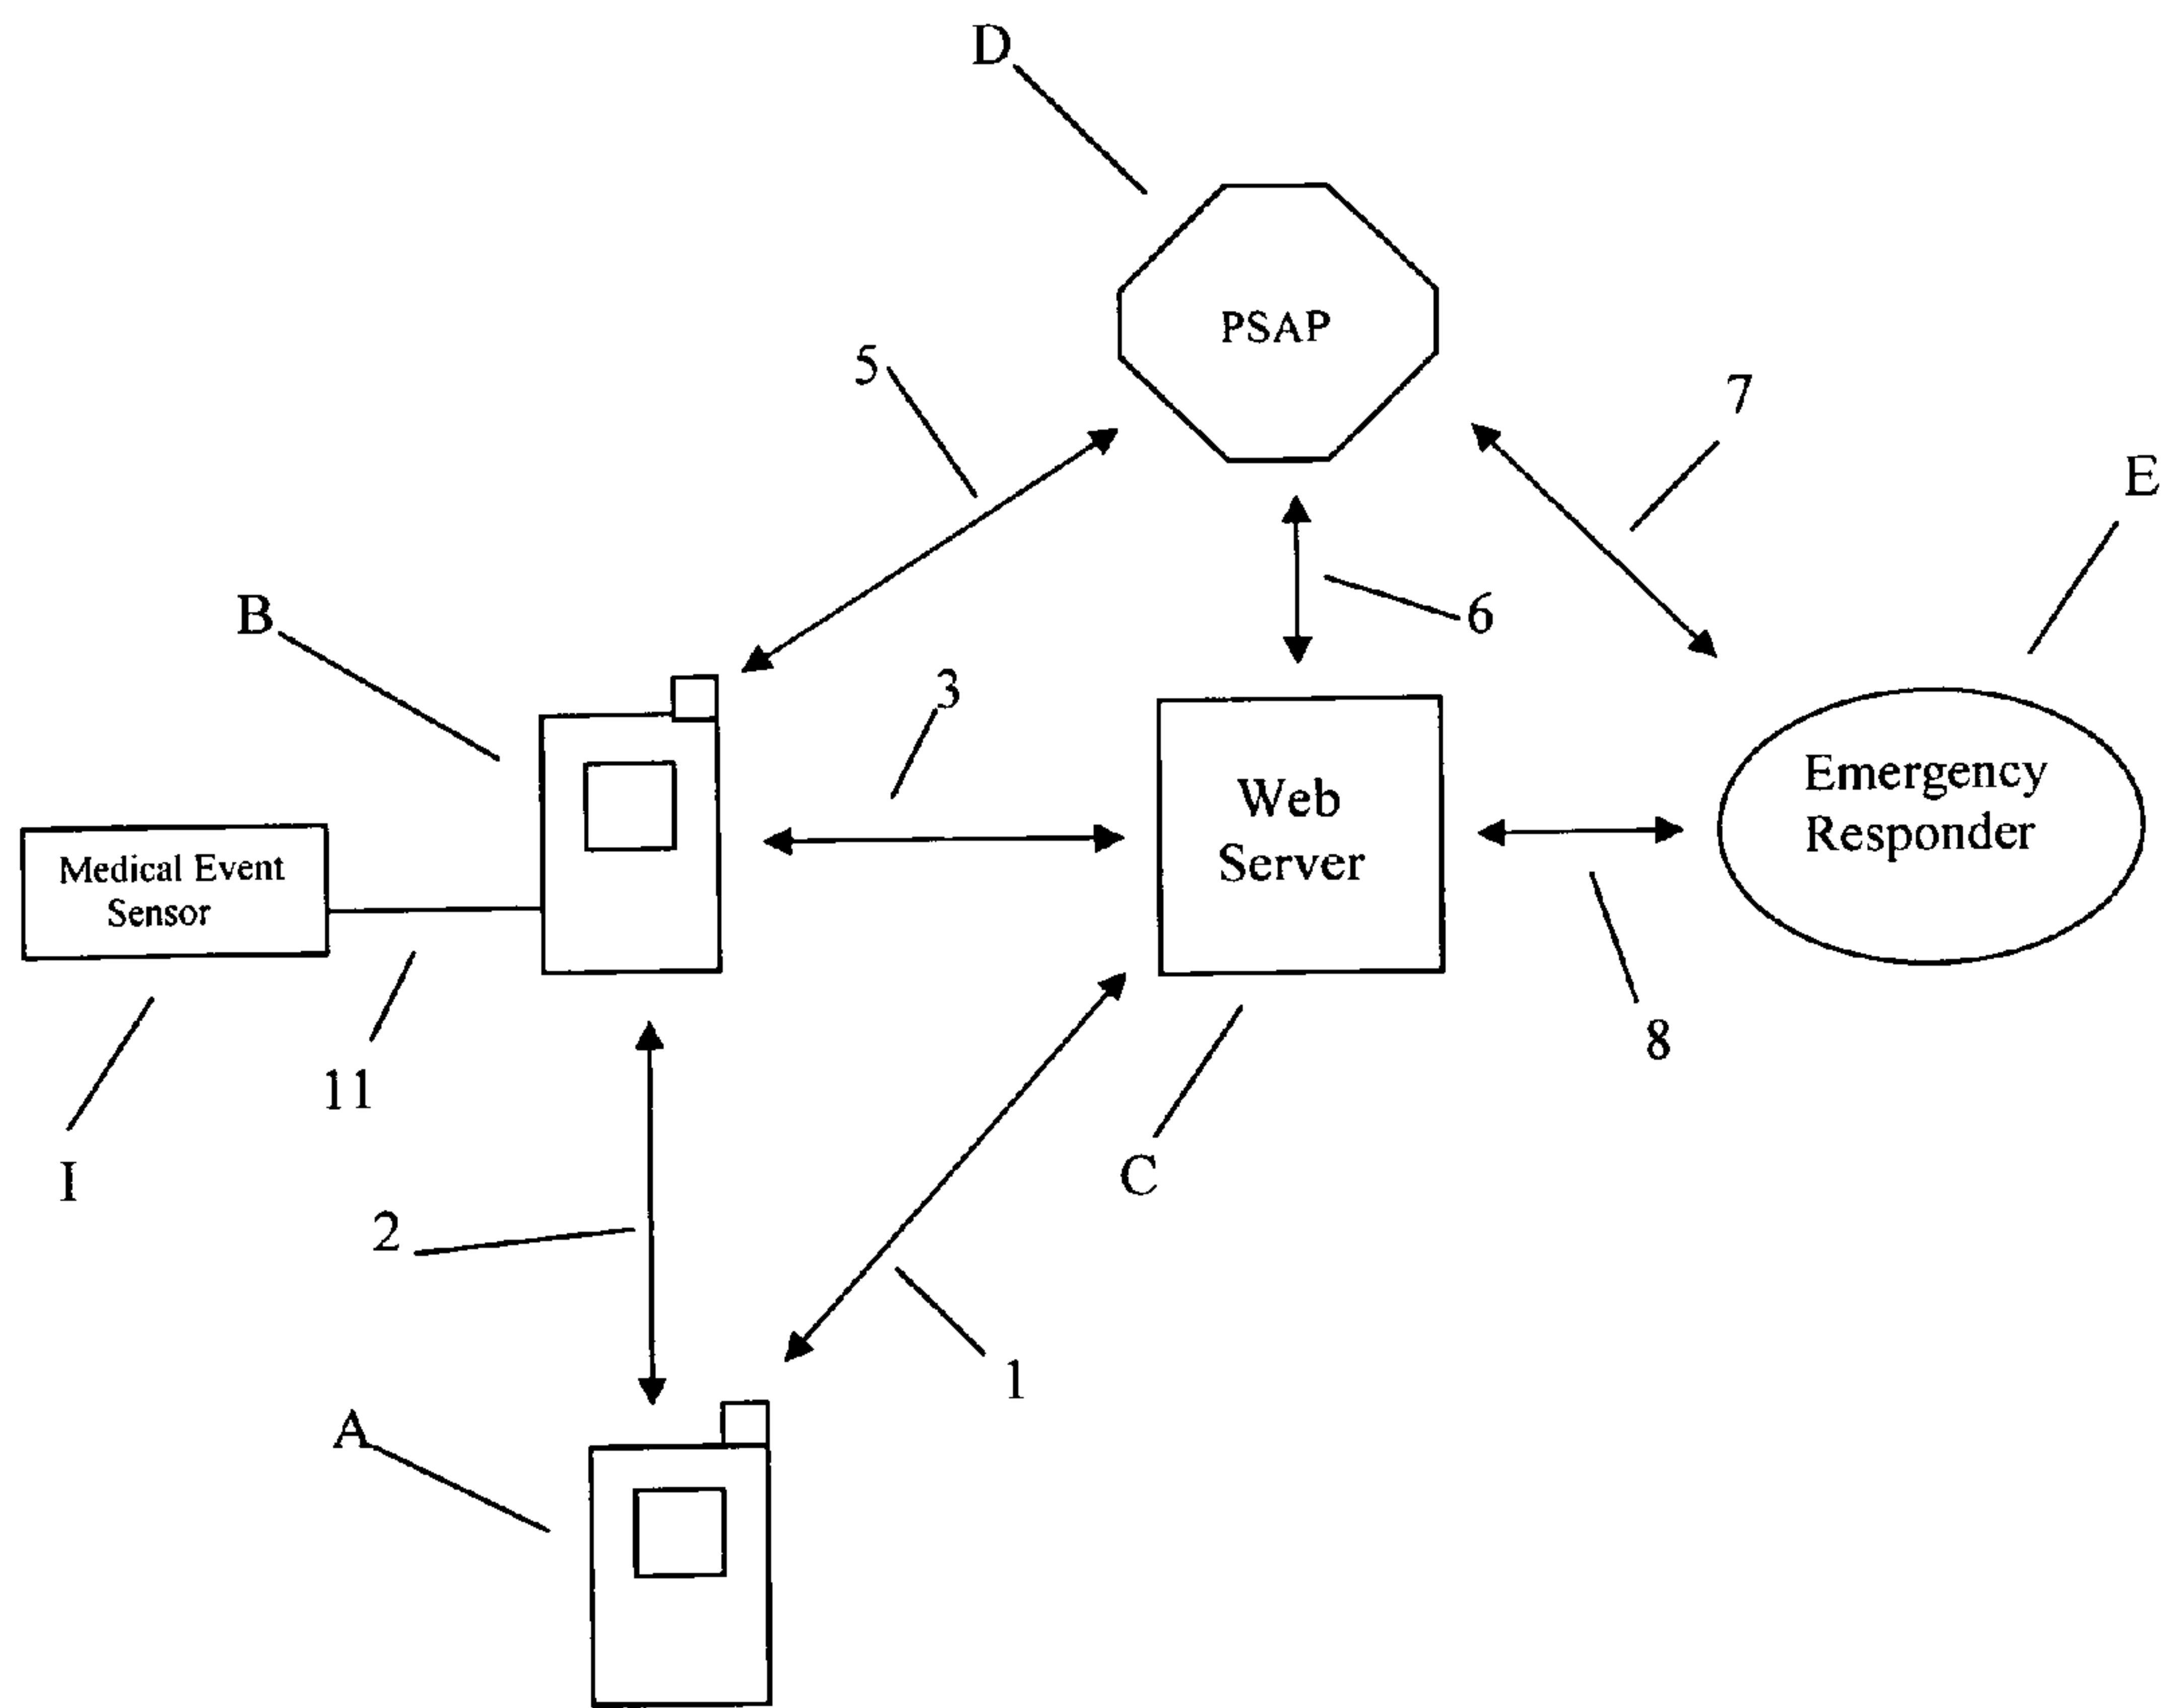 D
PSAP
5
7
E
B
6
3
Emergency
Responder
Web
Server
Medical Event
Sensor
11
8
I
C
2
1
A